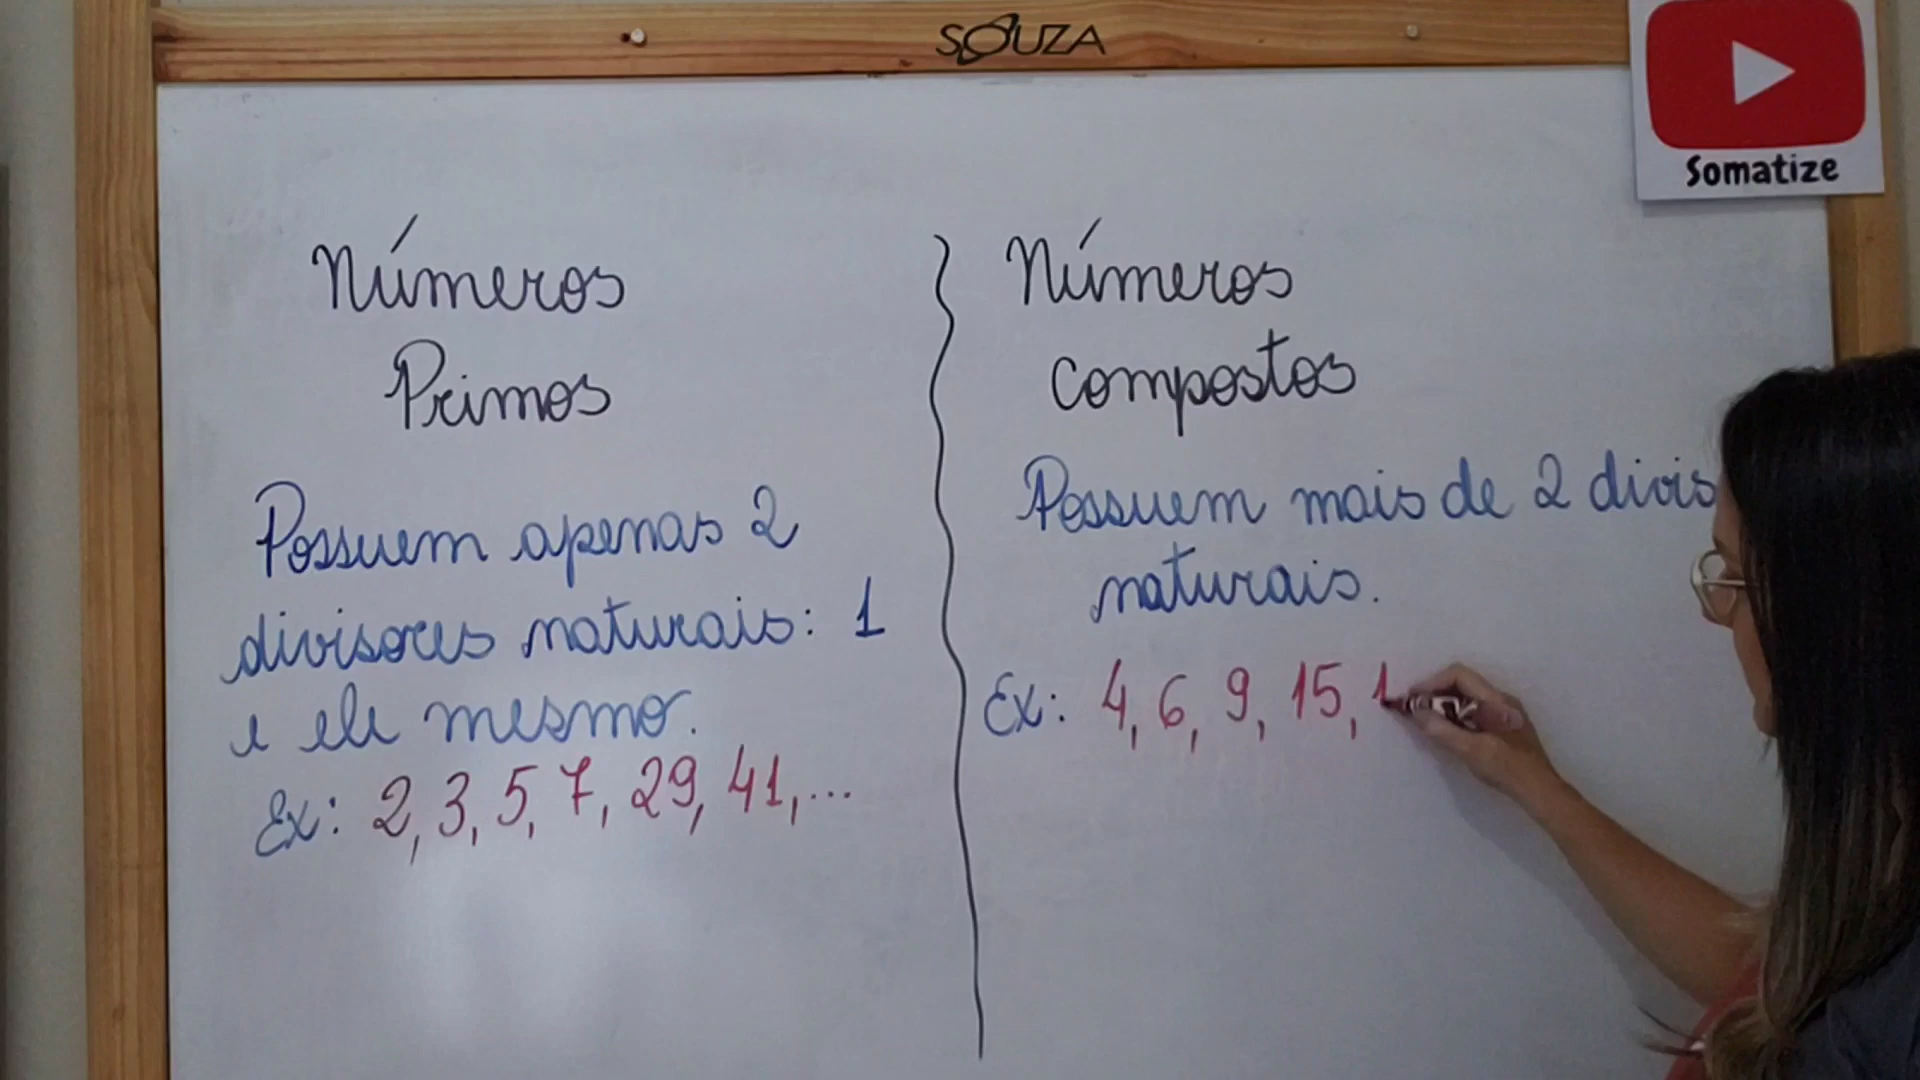 SOUZA
Somatize
Números
Primos
Possuem apenas 2
divisores naturais: 1
e ele mesmo.
Ex: 2, 3, 5, 7, 29, 41, ...
Números
compostos
Possuem mais de 2 divis
naturais.
Ex: 4, 6, 9, 15, 1